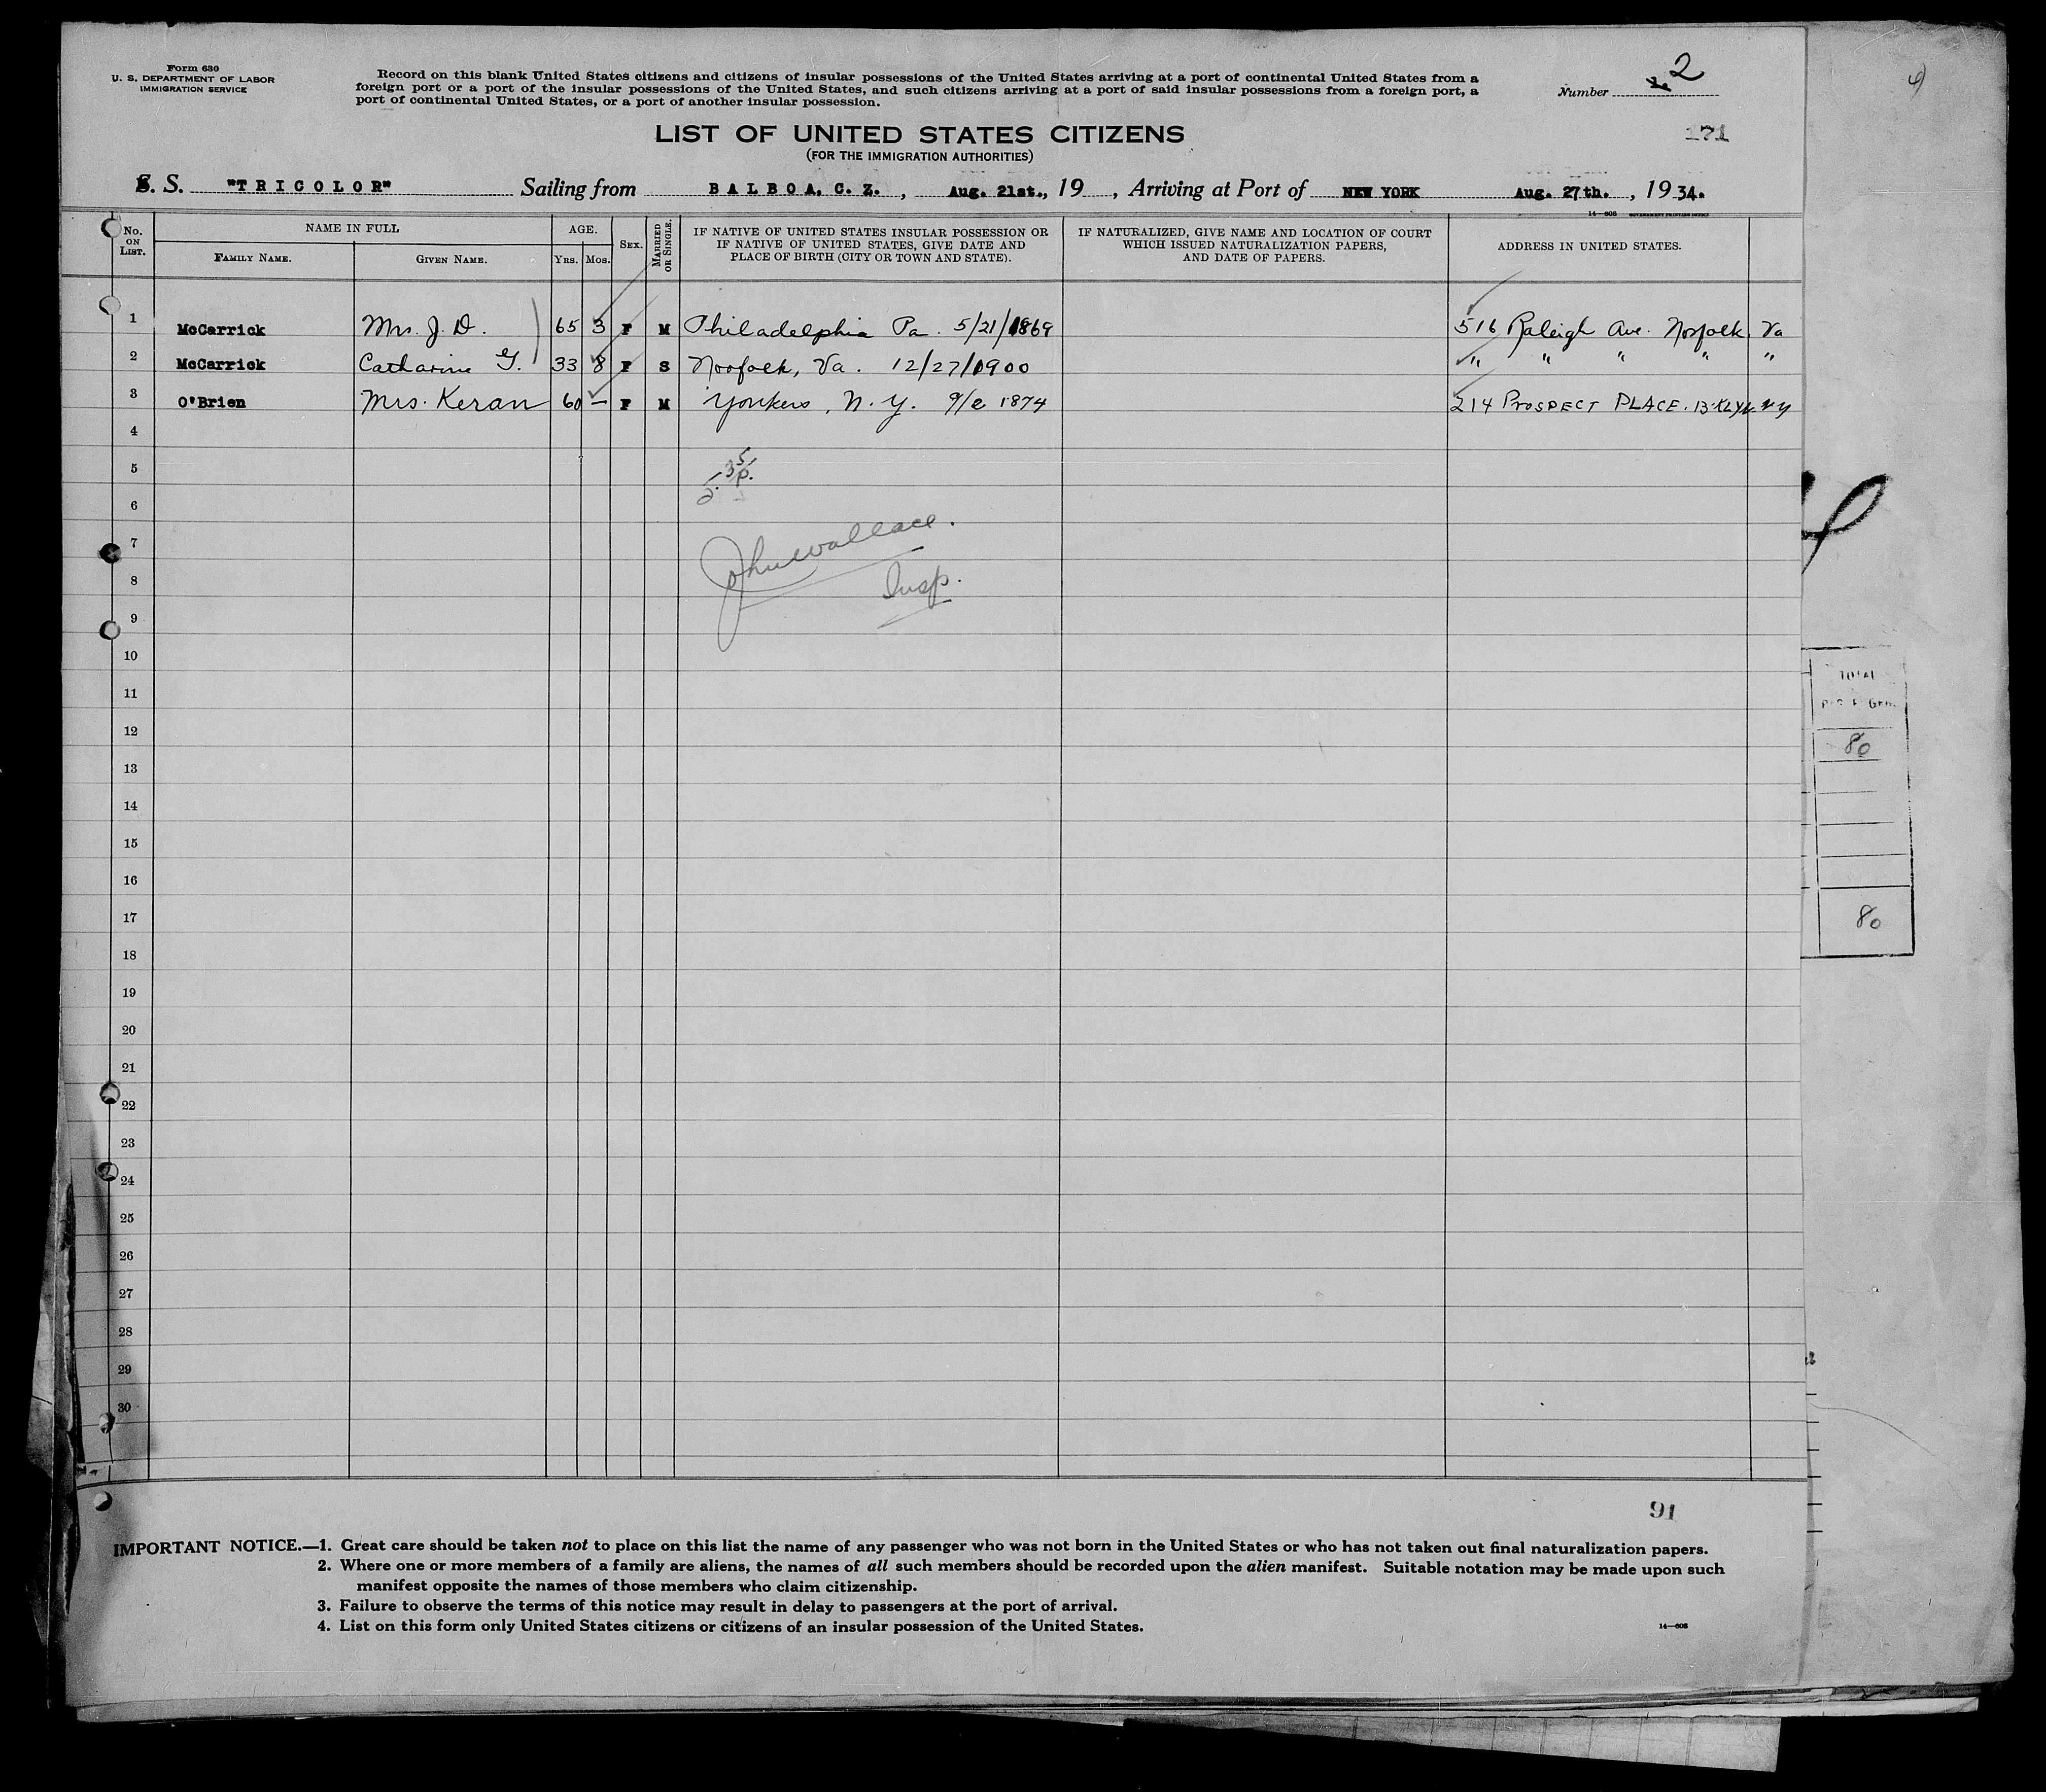 Form 630
U. S. DEPARTMENT OF LABOR
IMMIGRATION SERVICE
Record on this blank United States citizens and citizens of insular possessions of the United States arriving at a port of continental United States from a
foreign port or a port of the insular possessions of the United States, and such citizens arriving at a port of said insular possessions from a foreign port, a
port of continental United States, or a port of another insular possession.
Number 2
4
LIST OF UNITED STATES CITIZENS
171
(FOR THE IMMIGRATION AUTHORITIES)
S. S. "TRICOLOR" Sailing from BALBOA, C. Z. , Aug. 21st., 19 , Arriving at Port of NEW YORK Aug. 27th. , 1934.
14—608 GOVERNMENT PRINTING OFFICE
No. ON LIST. NAME IN FULL AGE. SEX. MARRIED OR SINGLE. IF NATIVE OF UNITED STATES INSULAR POSSESSION OR IF NATIVE OF UNITED STATES, GIVE DATE AND PLACE OF BIRTH (CITY OR TOWN AND STATE). IF NATURALIZED, GIVE NAME AND LOCATION OF COURT WHICH ISSUED NATURALIZATION PAPERS, AND DATE OF PAPERS. ADDRESS IN UNITED STATES.
FAMILY NAME. GIVEN NAME. YRS. MOS.
1 McCarrick Mrs. J. D. 65 3 F M Philadelphia Pa. 5/21/1869 516 Raleigh Ave. Norfolk Va
2 McCarrick Catharine G. 33 8 F S Norfolk, Va. 12/27/1900 " " " " "
3 O'Brien Mrs. Keran 60 — F M Yonkers, N. Y. 9/2 1874 214 PROSPECT PLACE. B'KLYN NY
4
5
6
7 John Wallace.
8 Insp.
9
10
11
12
13
14
15
16
17
18
19
20
21
22
23
24
25
26
27
28
29
30
TOTAL
80
80
91
IMPORTANT NOTICE.—1. Great care should be taken not to place on this list the name of any passenger who was not born in the United States or who has not taken out final naturalization papers.
2. Where one or more members of a family are aliens, the names of all such members should be recorded upon the alien manifest. Suitable notation may be made upon such
manifest opposite the names of those members who claim citizenship.
3. Failure to observe the terms of this notice may result in delay to passengers at the port of arrival.
4. List on this form only United States citizens or citizens of an insular possession of the United States.
14—608